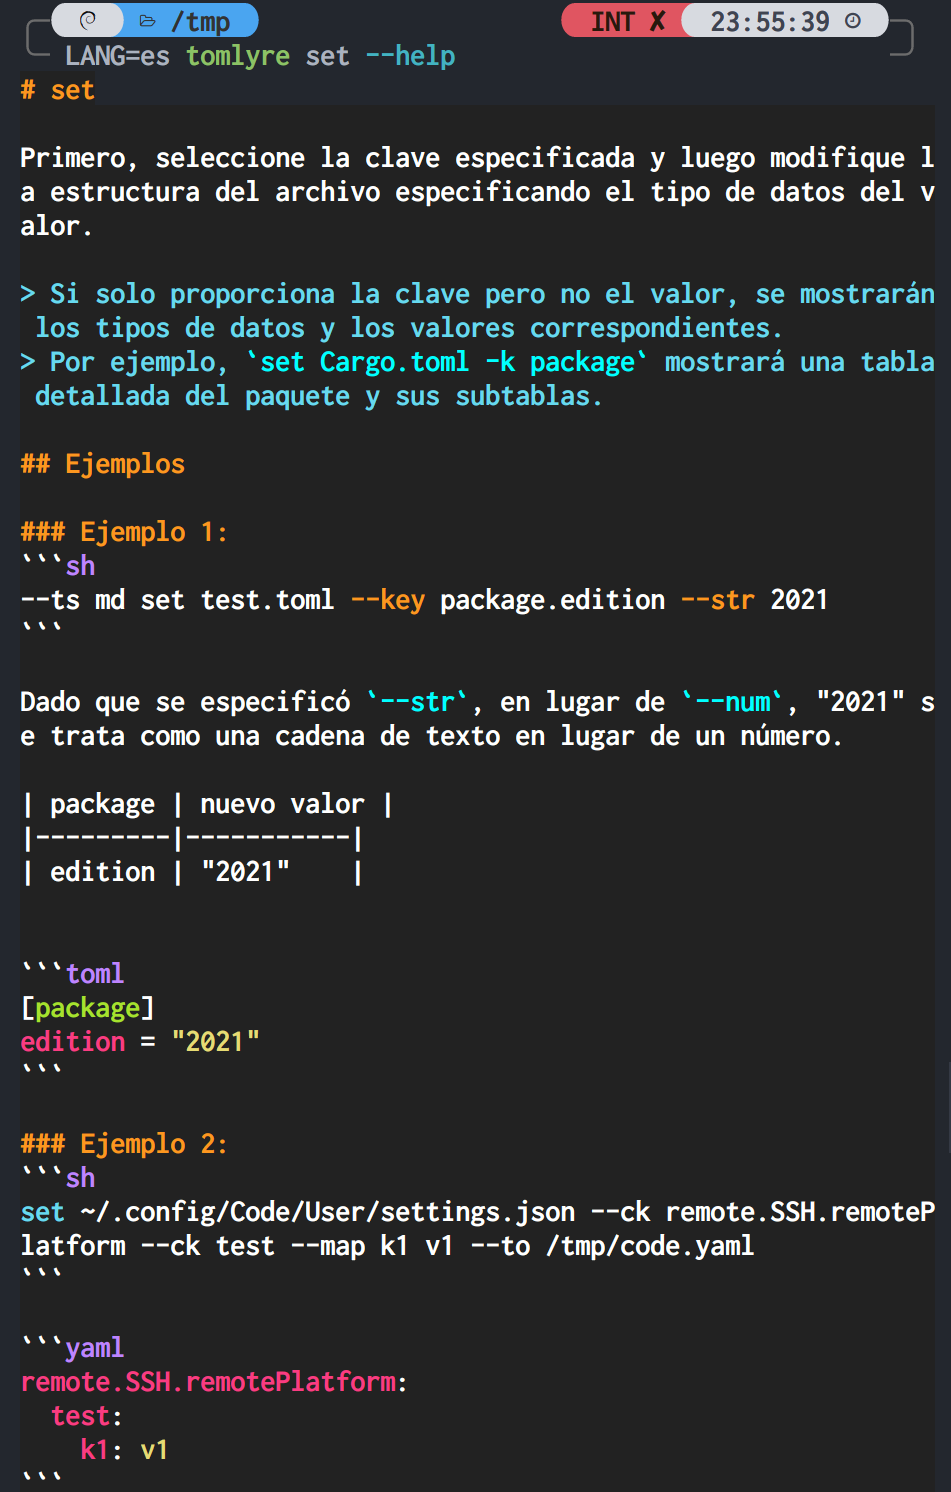 /tmp INT ✘ 23:55:39
LANG=es tomlyre set --help
# set
Primero, seleccione la clave especificada y luego modifique l
a estructura del archivo especificando el tipo de datos del v
alor.
> Si solo proporciona la clave pero no el valor, se mostrarán
los tipos de datos y los valores correspondientes.
> Por ejemplo, `set Cargo.toml -k package` mostrará una tabla
detallada del paquete y sus subtablas.
## Ejemplos
### Ejemplo 1:
```sh
--ts md set test.toml --key package.edition --str 2021
```
Dado que se especificó `--str`, en lugar de `--num`, "2021" s
e trata como una cadena de texto en lugar de un número.
| package | nuevo valor |
|---------|-----------|
| edition | "2021"    |
```toml
[package]
edition = "2021"
```
### Ejemplo 2:
```sh
set ~/.config/Code/User/settings.json --ck remote.SSH.remoteP
latform --ck test --map k1 v1 --to /tmp/code.yaml
```
```yaml
remote.SSH.remotePlatform:
  test:
    k1: v1
```